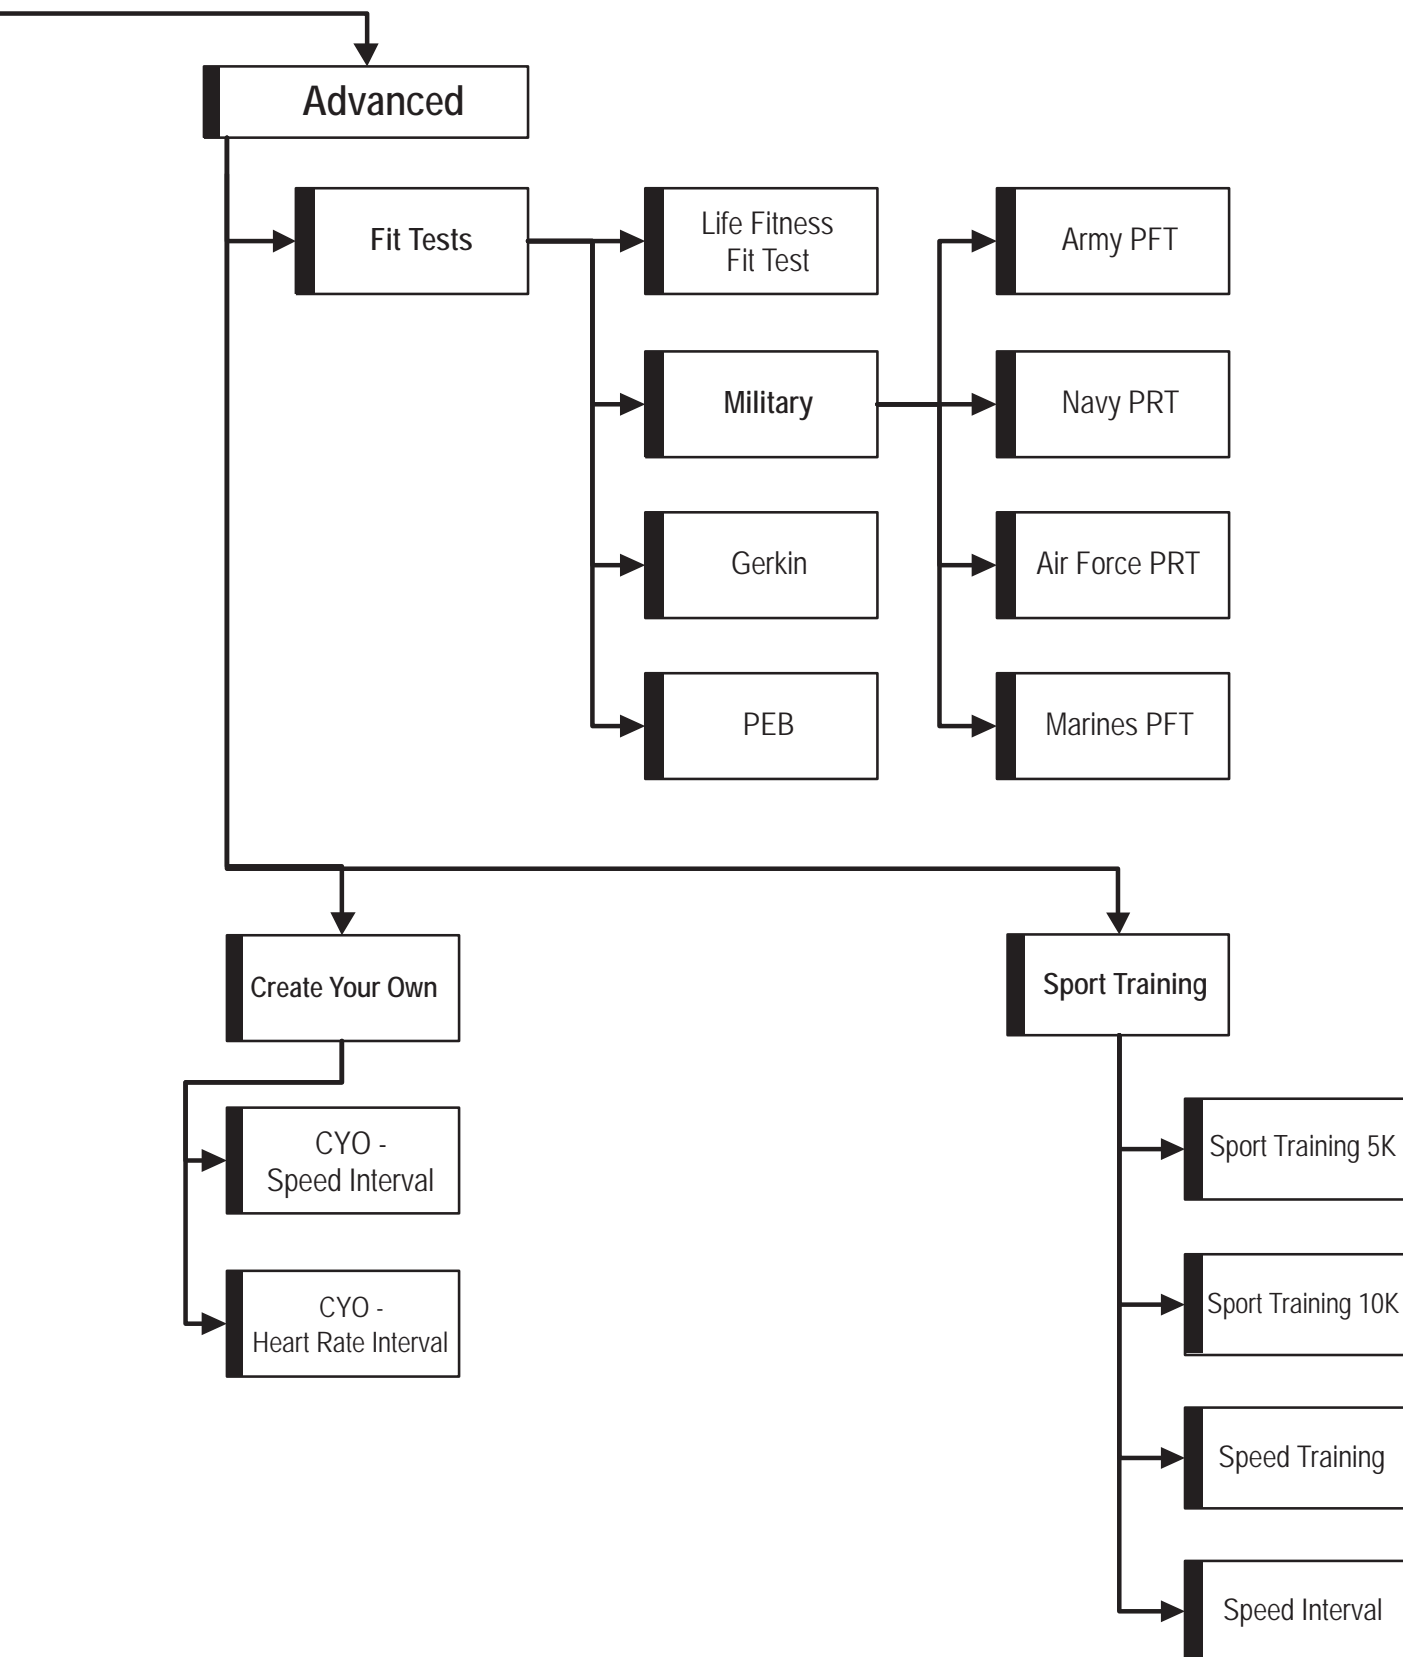 Advanced
Fit Tests
Life Fitness
Fit Test
Army PFT
Military
Navy PRT
Gerkin
Air Force PRT
PEB
Marines PFT
Create Your Own
Sport Training
CYO -
Speed Interval
Sport Training 5K
CYO -
Heart Rate Interval
Sport Training 10K
Speed Training
Speed Interval